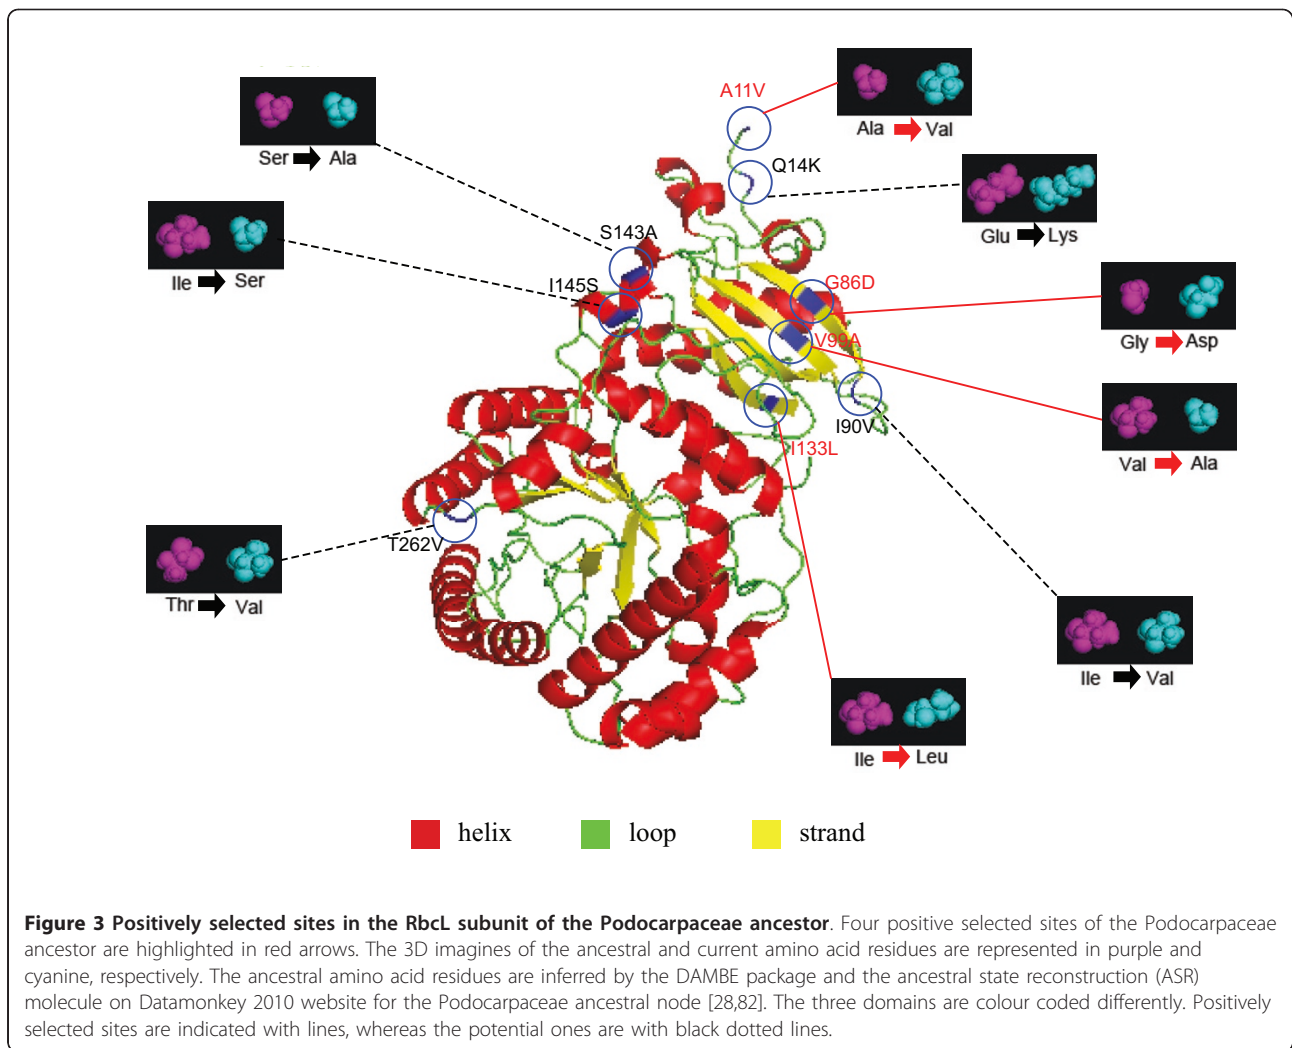 A11V
Ala Val
Ser Ala
Q14K
Glu Lys
S143A
Ile Ser
I145S
G86D
Gly Asp
V99A
I90V
Val Ala
I133L
T262V
Thr Val
Ile Val
Ile Leu
helix loop strand
Figure 3 Positively selected sites in the RbcL subunit of the Podocarpaceae ancestor. Four positive selected sites of the Podocarpaceae
ancestor are highlighted in red arrows. The 3D imagines of the ancestral and current amino acid residues are represented in purple and
cyanine, respectively. The ancestral amino acid residues are inferred by the DAMBE package and the ancestral state reconstruction (ASR)
molecule on Datamonkey 2010 website for the Podocarpaceae ancestral node [28,82]. The three domains are colour coded differently. Positively
selected sites are indicated with lines, whereas the potential ones are with black dotted lines.